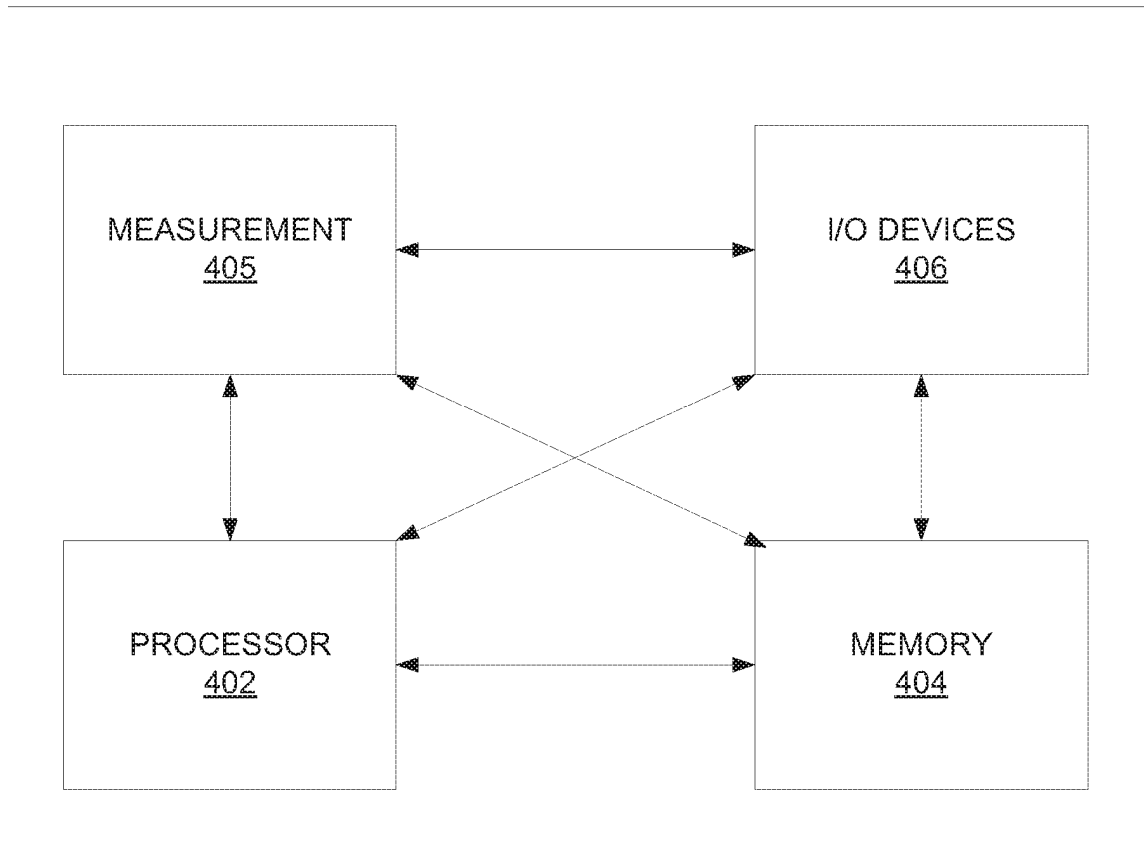 MEASUREMENT
405
I/O DEVICES
406
PROCESSOR
402
MEMORY
404